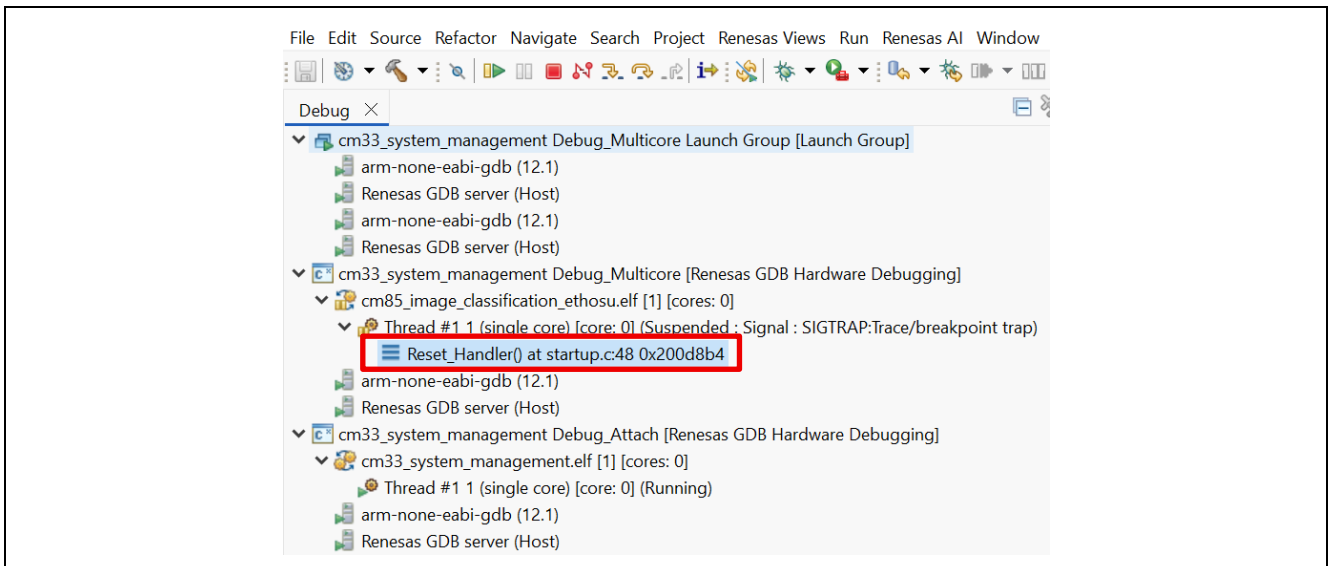 File Edit Source Refactor Navigate Search Project Renesas Views Run Renesas AI Window
Debug
cm33_system_management Debug_Multicore Launch Group [Launch Group]
arm-none-eabi-gdb (12.1)
Renesas GDB server (Host)
arm-none-eabi-gdb (12.1)
Renesas GDB server (Host)
cm33_system_management Debug_Multicore [Renesas GDB Hardware Debugging]
cm85_image_classification_ethosu.elf [1] [cores: 0]
Thread #1 1 (single core) [core: 0] (Suspended : Signal : SIGTRAP:Trace/breakpoint trap)
Reset_Handler() at startup.c:48 0x200d8b4
arm-none-eabi-gdb (12.1)
Renesas GDB server (Host)
cm33_system_management Debug_Attach [Renesas GDB Hardware Debugging]
cm33_system_management.elf [1] [cores: 0]
Thread #1 1 (single core) [core: 0] (Running)
arm-none-eabi-gdb (12.1)
Renesas GDB server (Host)